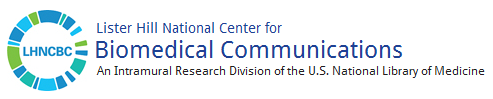 LHNCBC
Lister Hill National Center for
Biomedical Communications
An Intramural Research Division of the U.S. National Library of Medicine